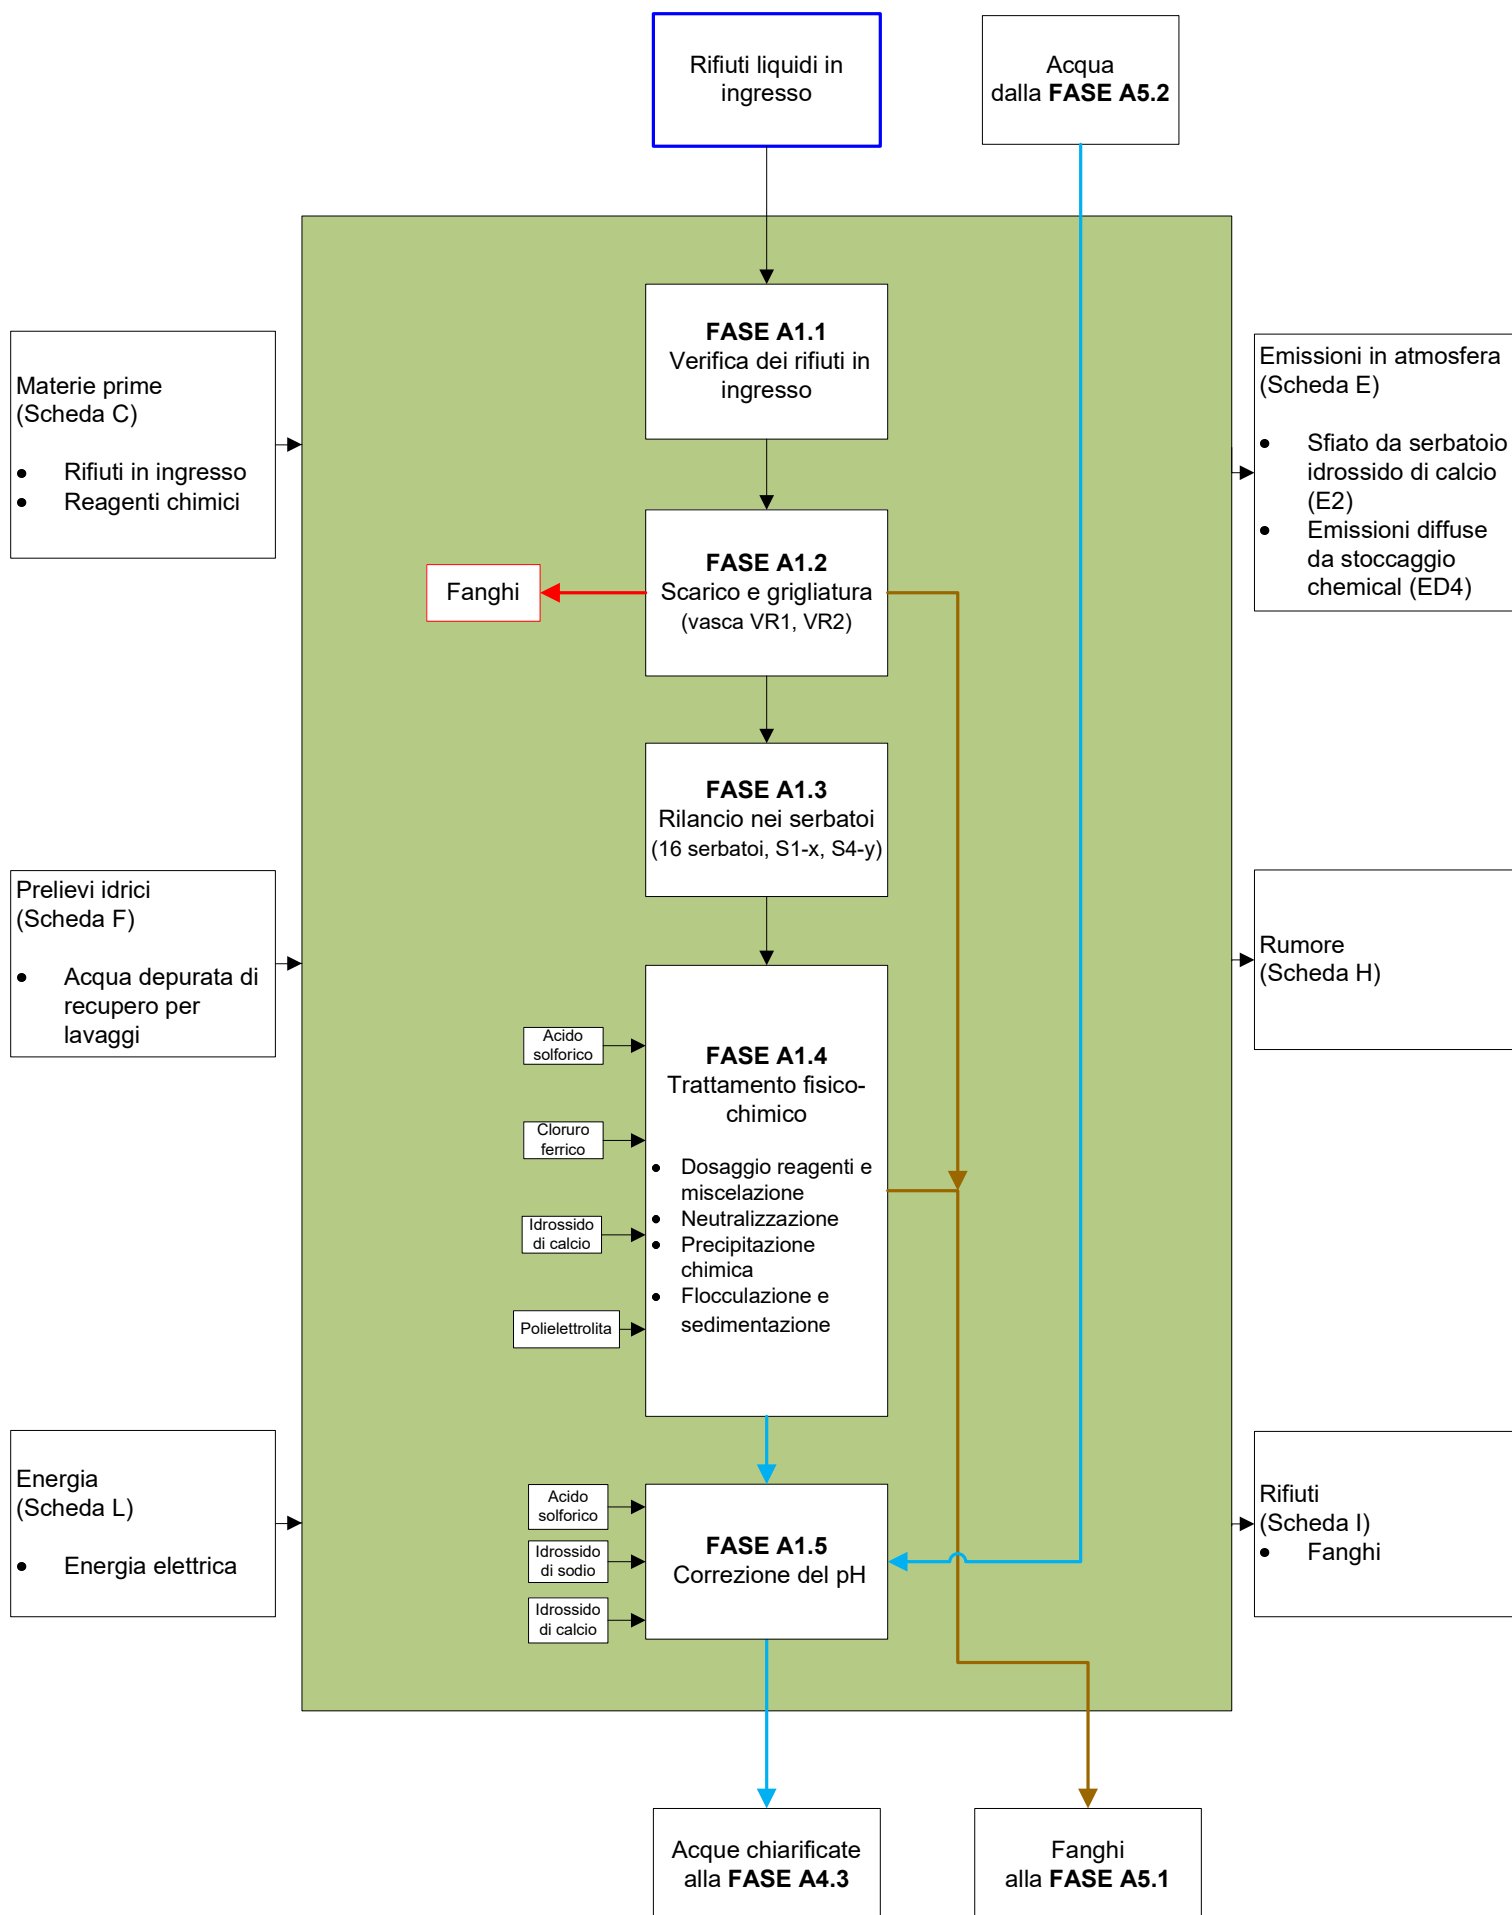 Rifiuti liquidi in
ingresso
Acqua
dalla FASE A5.2
FASE A1.1
Verifica dei rifiuti in
ingresso
Materie prime
(Scheda C)
• Rifiuti in ingresso
• Reagenti chimici
Emissioni in atmosfera
(Scheda E)
• Sfiato da serbatoio
idrossido di calcio
(E2)
• Emissioni diffuse
da stoccaggio
chemical (ED4)
Fanghi
FASE A1.2
Scarico e grigliatura
(vasca VR1, VR2)
FASE A1.3
Rilancio nei serbatoi
(16 serbatoi, S1-x, S4-y)
Prelievi idrici
(Scheda F)
• Acqua depurata di
recupero per
lavaggi
Rumore
(Scheda H)
Acido
solforico
Cloruro
ferrico
Idrossido
di calcio
Polielettrolita
FASE A1.4
Trattamento fisico-
chimico
• Dosaggio reagenti e
miscelazione
• Neutralizzazione
• Precipitazione
chimica
• Flocculazione e
sedimentazione
Energia
(Scheda L)
• Energia elettrica
Acido
solforico
Idrossido
di sodio
Idrossido
di calcio
FASE A1.5
Correzione del pH
Rifiuti
(Scheda I)
• Fanghi
Acque chiarificate
alla FASE A4.3
Fanghi
alla FASE A5.1